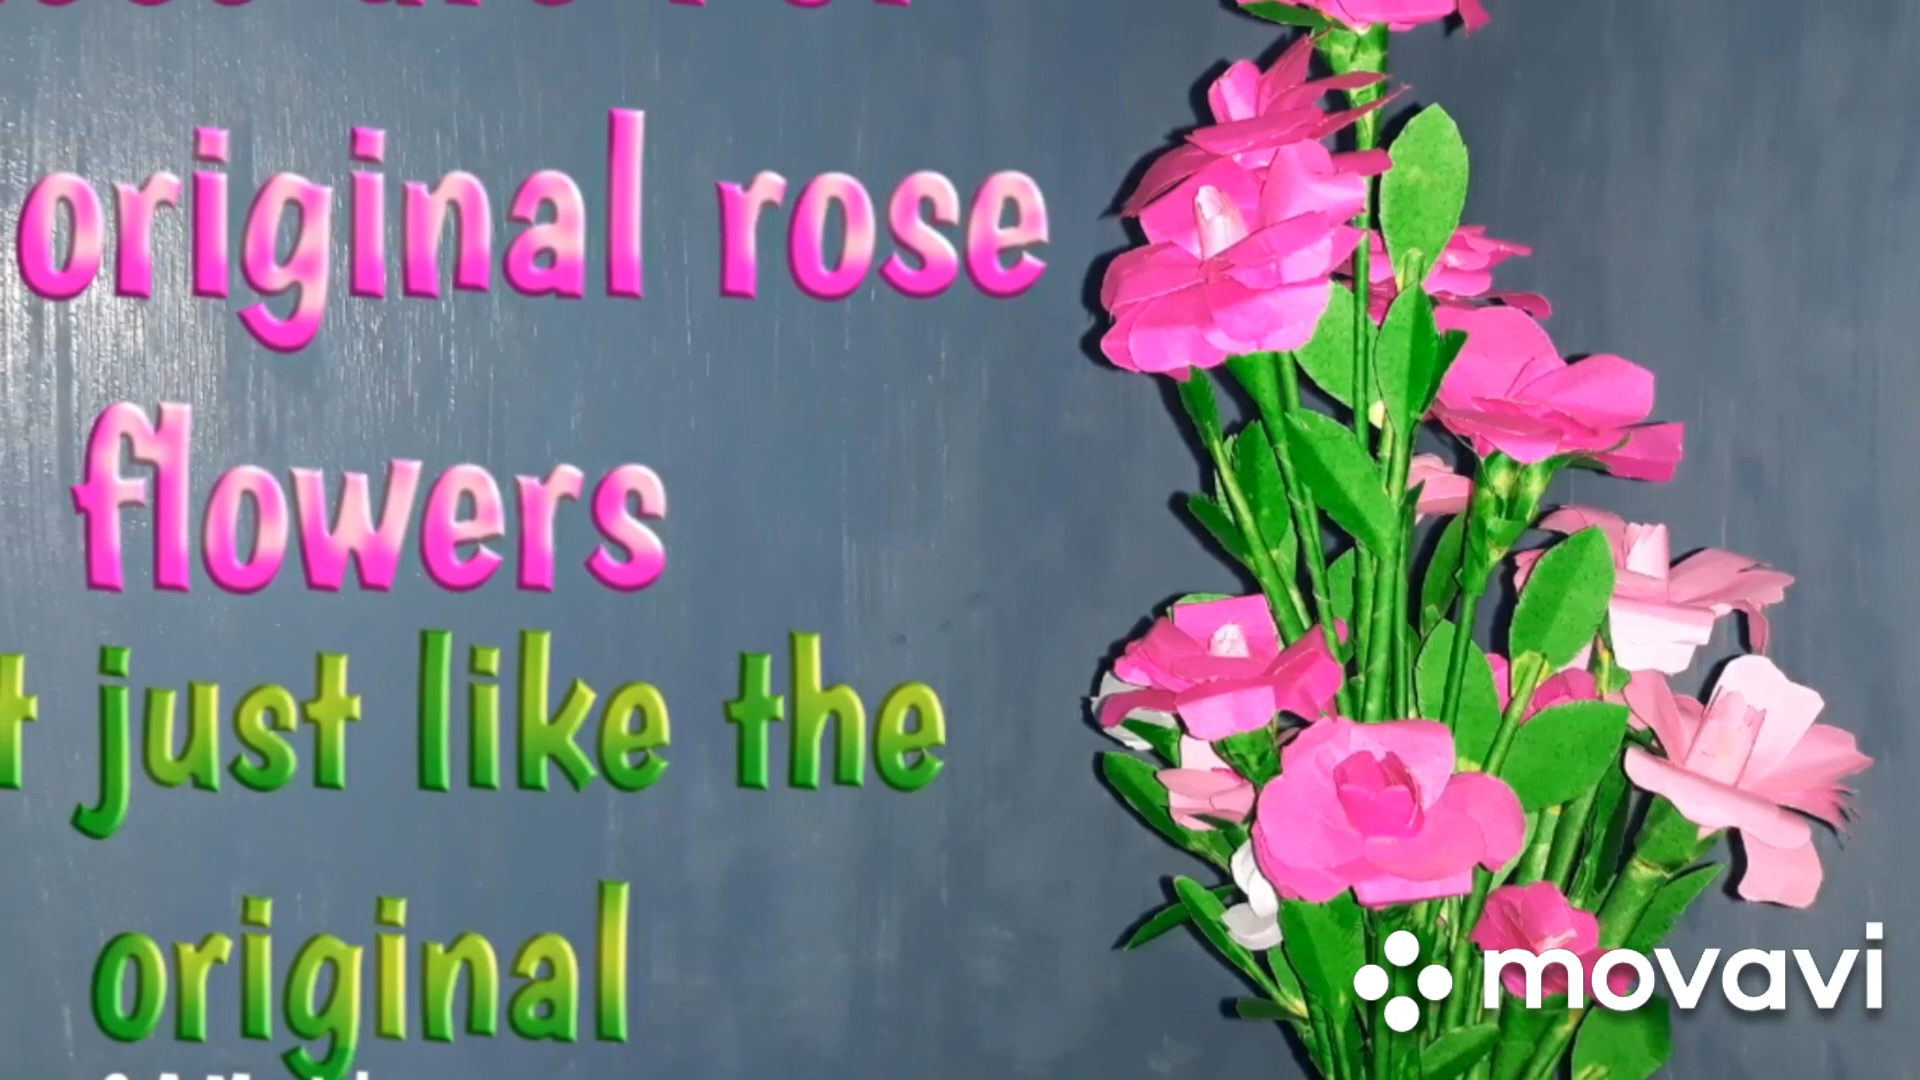 original rose
flowers
just like the
original
movavi